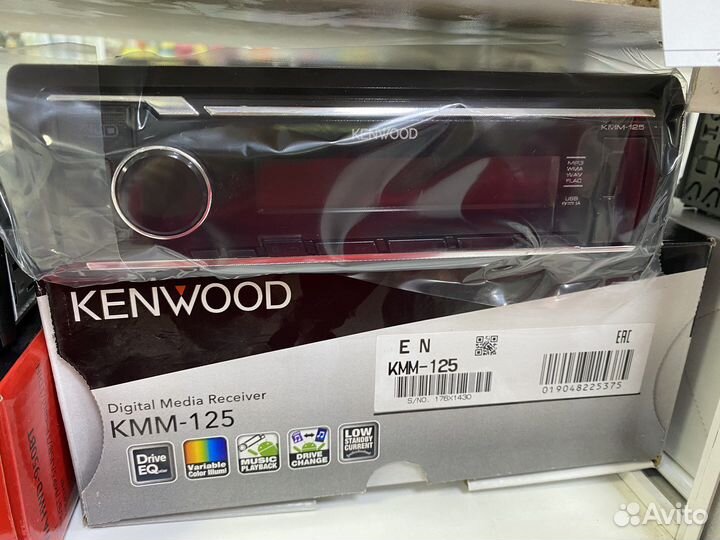 KENWOOD
KMM-125
MP3
WMA
WAV
FLAC
USB
KENWOOD
EN
KMM-125
S/NO. 176X1430
EAC
019048225375
Digital Media Receiver
KMM-125
Drive EQ
Variable Color Illumi
MUSIC PLAYBACK
DRIVE CHANGE
LOW STANDBY CURRENT
Avito